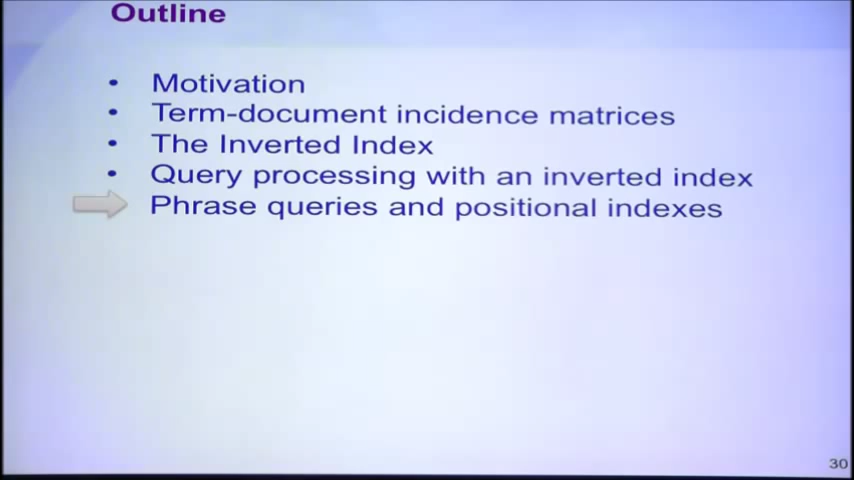 Outline
• Motivation
• Term-document incidence matrices
• The Inverted Index
• Query processing with an inverted index
Phrase queries and positional indexes
30